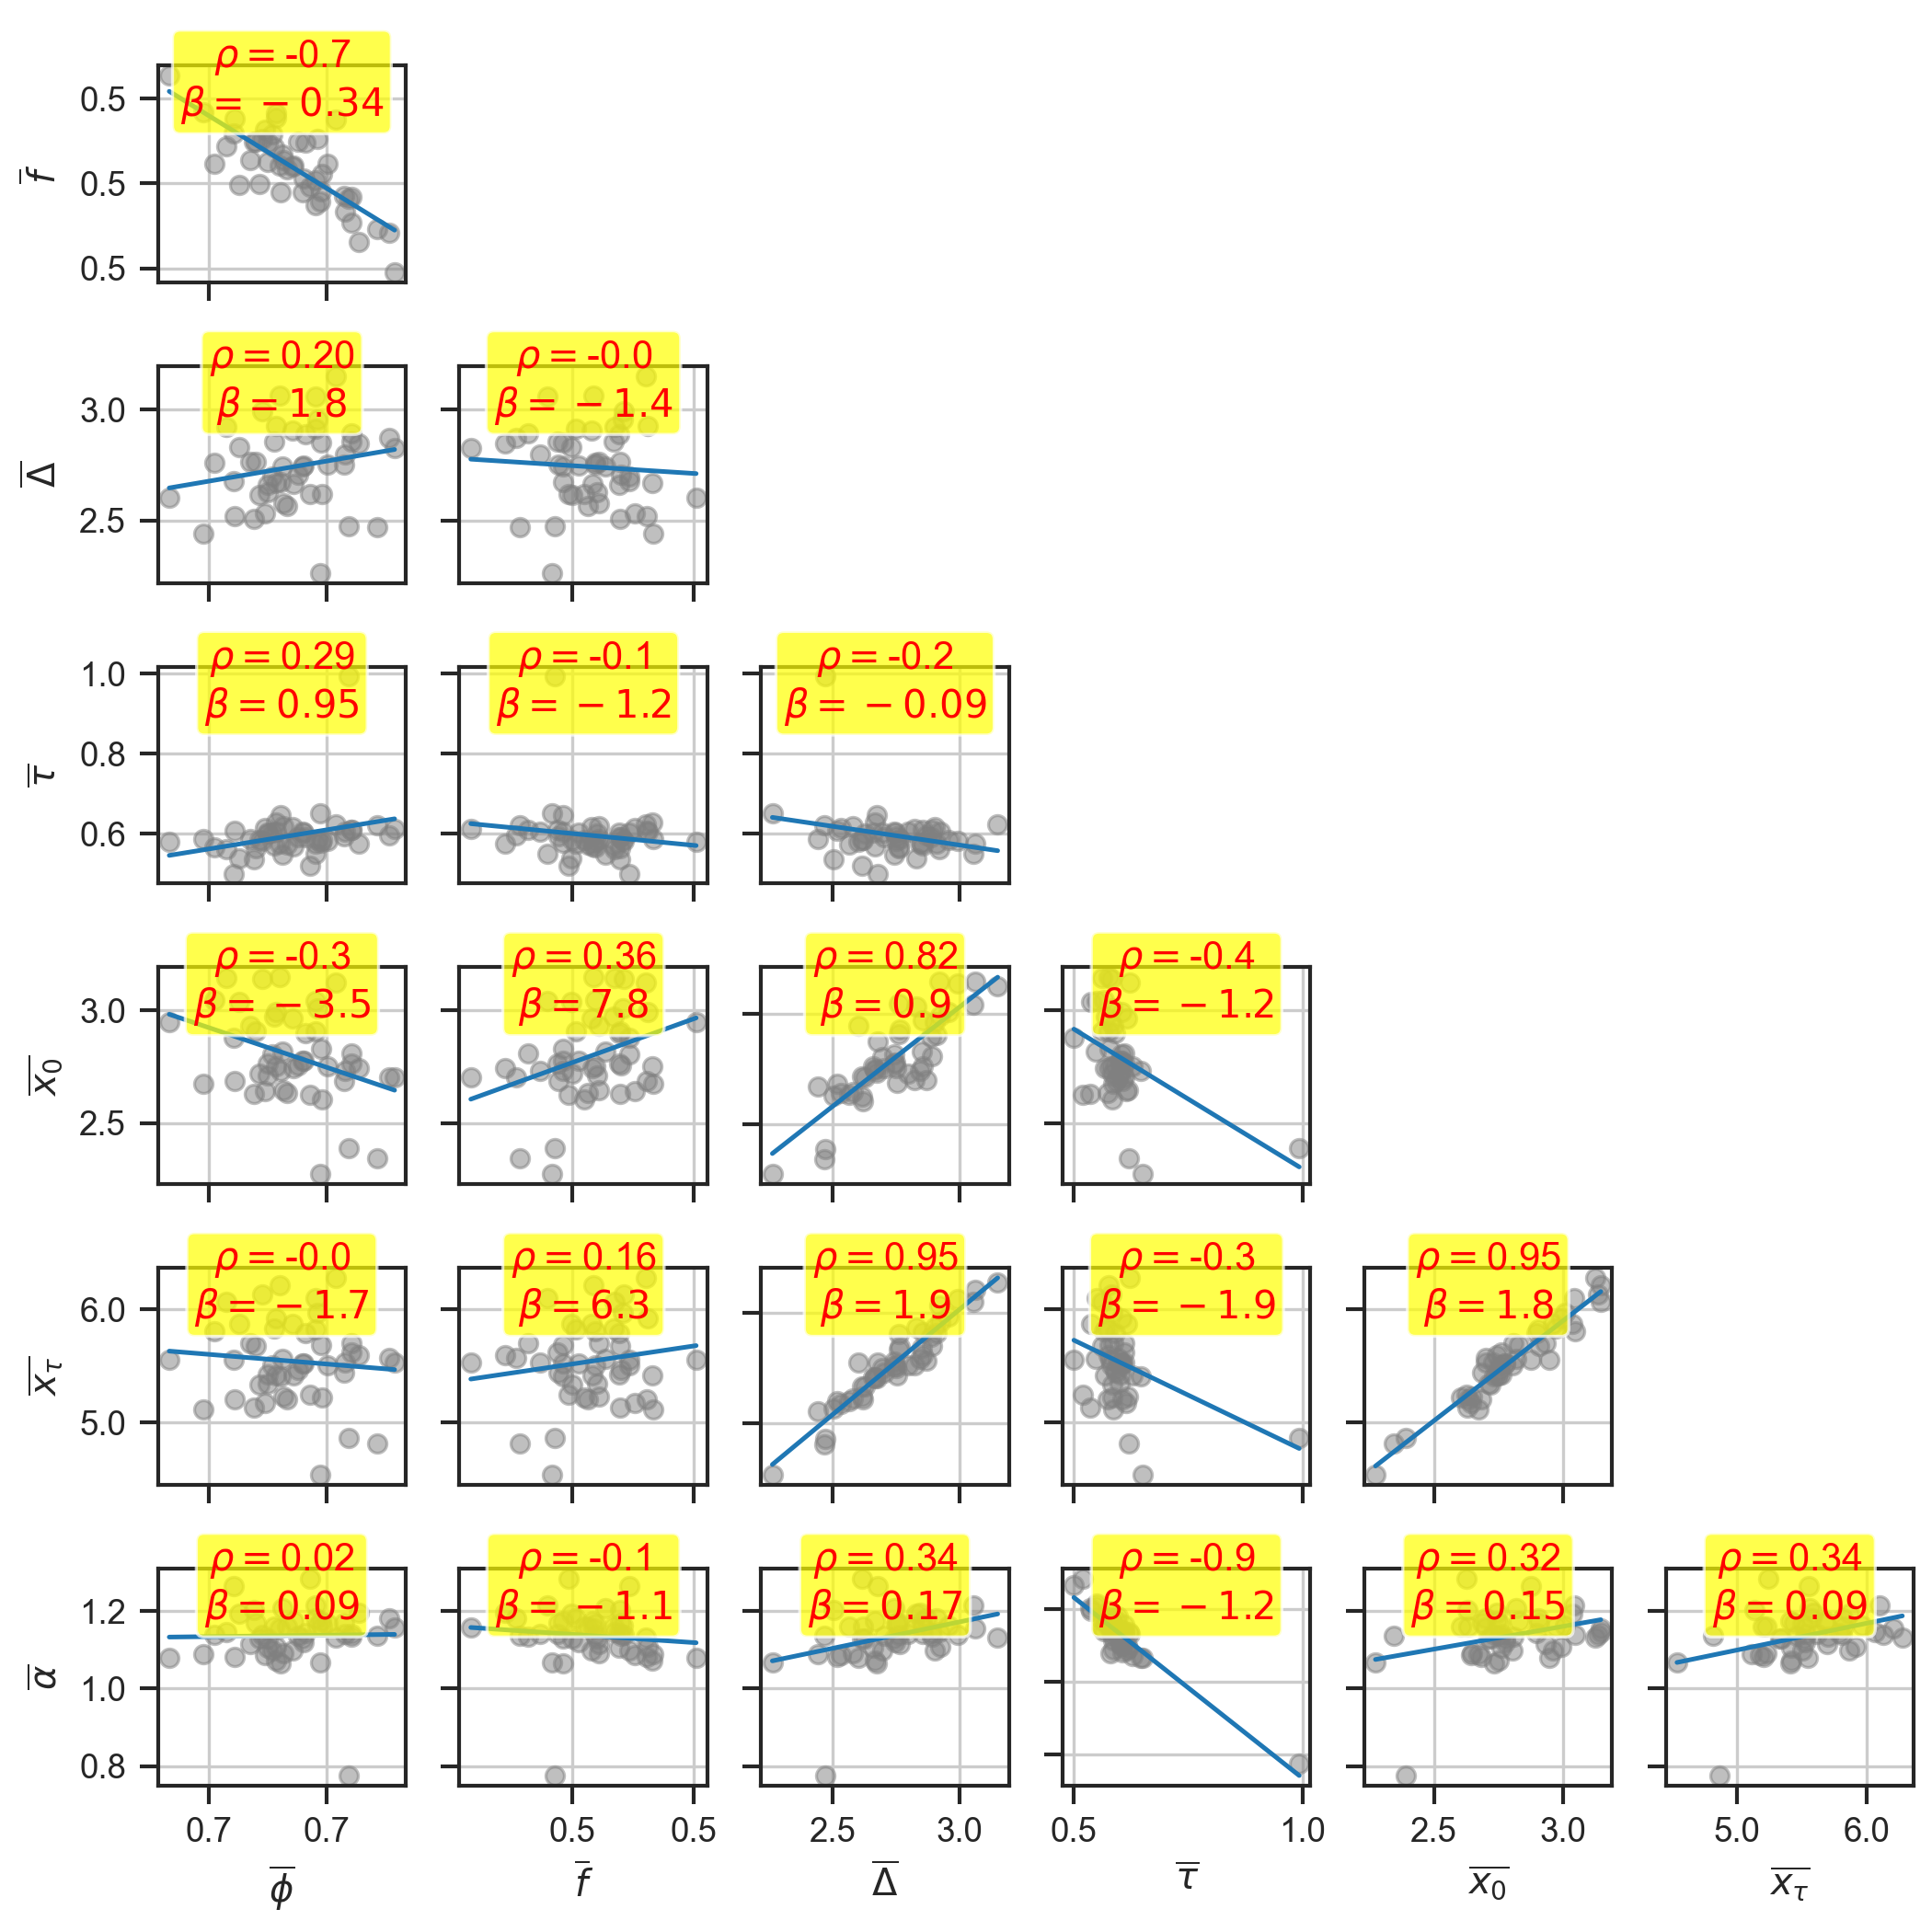 ρ = -0.7
β = − 0.34
0.5
0.5
0.5
f̅
ρ = 0.20
β = 1.8
ρ = -0.0
β = − 1.4
3.0
2.5
Δ̅
ρ = 0.29
β = 0.95
ρ = -0.1
β = − 1.2
ρ = -0.2
β = − 0.09
1.0
0.8
0.6
τ̅
ρ = -0.3
β = − 3.5
ρ = 0.36
β = 7.8
ρ = 0.82
β = 0.9
ρ = -0.4
β = − 1.2
3.0
2.5
x̅₀
ρ = -0.0
β = − 1.7
ρ = 0.16
β = 6.3
ρ = 0.95
β = 1.9
ρ = -0.3
β = − 1.9
ρ = 0.95
β = 1.8
6.0
5.0
x̅_τ
ρ = 0.02
β = 0.09
ρ = -0.1
β = − 1.1
ρ = 0.34
β = 0.17
ρ = -0.9
β = − 1.2
ρ = 0.32
β = 0.15
ρ = 0.34
β = 0.09
1.2
1.0
0.8
α̅
0.7 0.7 0.5 0.5 2.5 3.0 0.5 1.0 2.5 3.0 5.0 6.0
ϕ̅ f̅ Δ̅ τ̅ x̅₀ x̅_τ